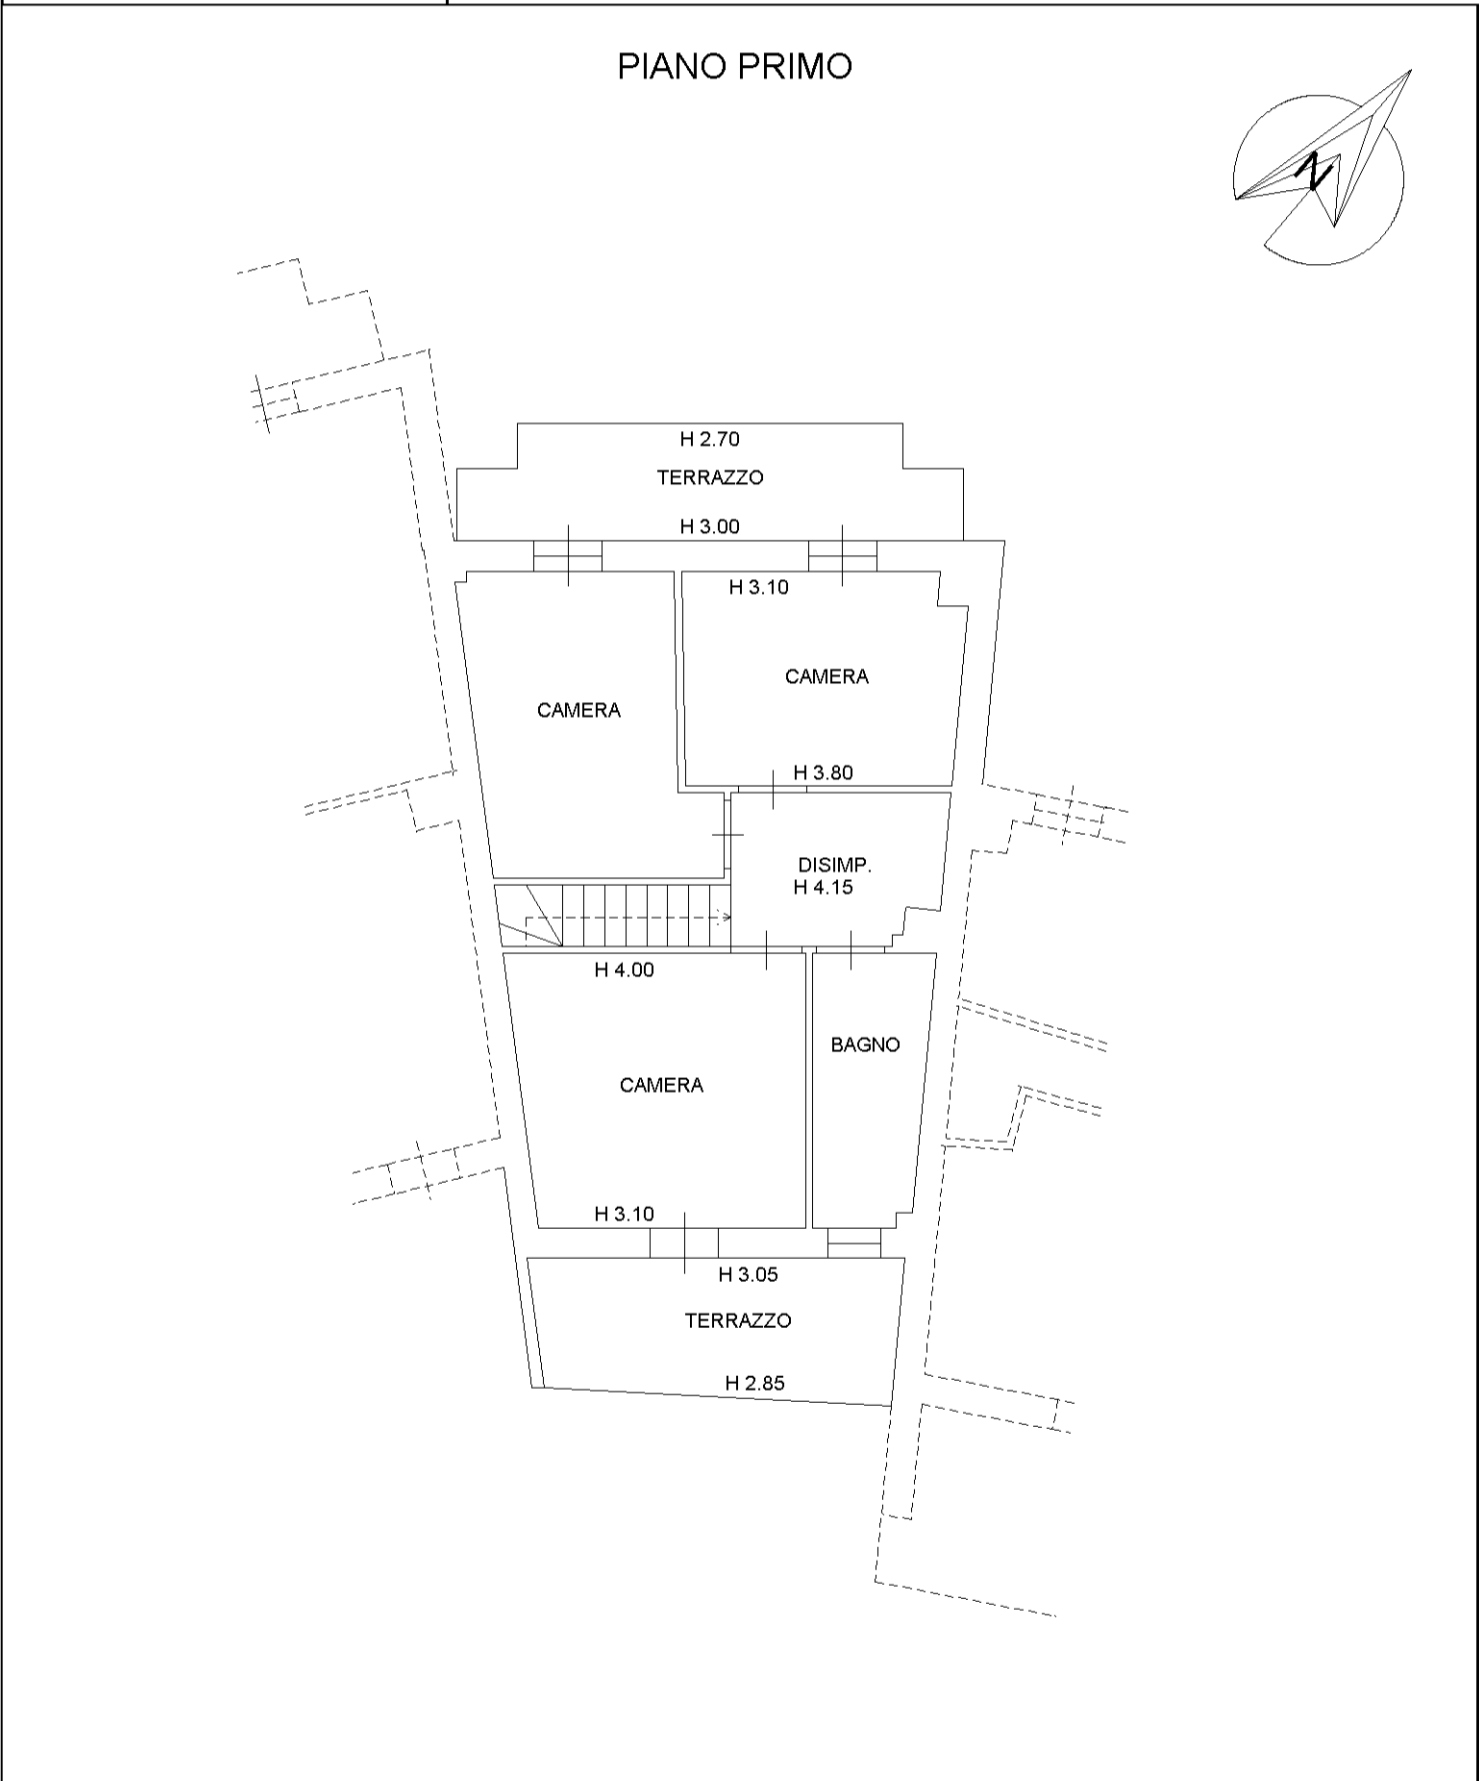 PIANO PRIMO
N
H 2.70
TERRAZZO
H 3.00
H 3.10
CAMERA
CAMERA
H 3.80
DISIMP.
H 4.15
H 4.00
BAGNO
CAMERA
H 3.10
H 3.05
TERRAZZO
H 2.85